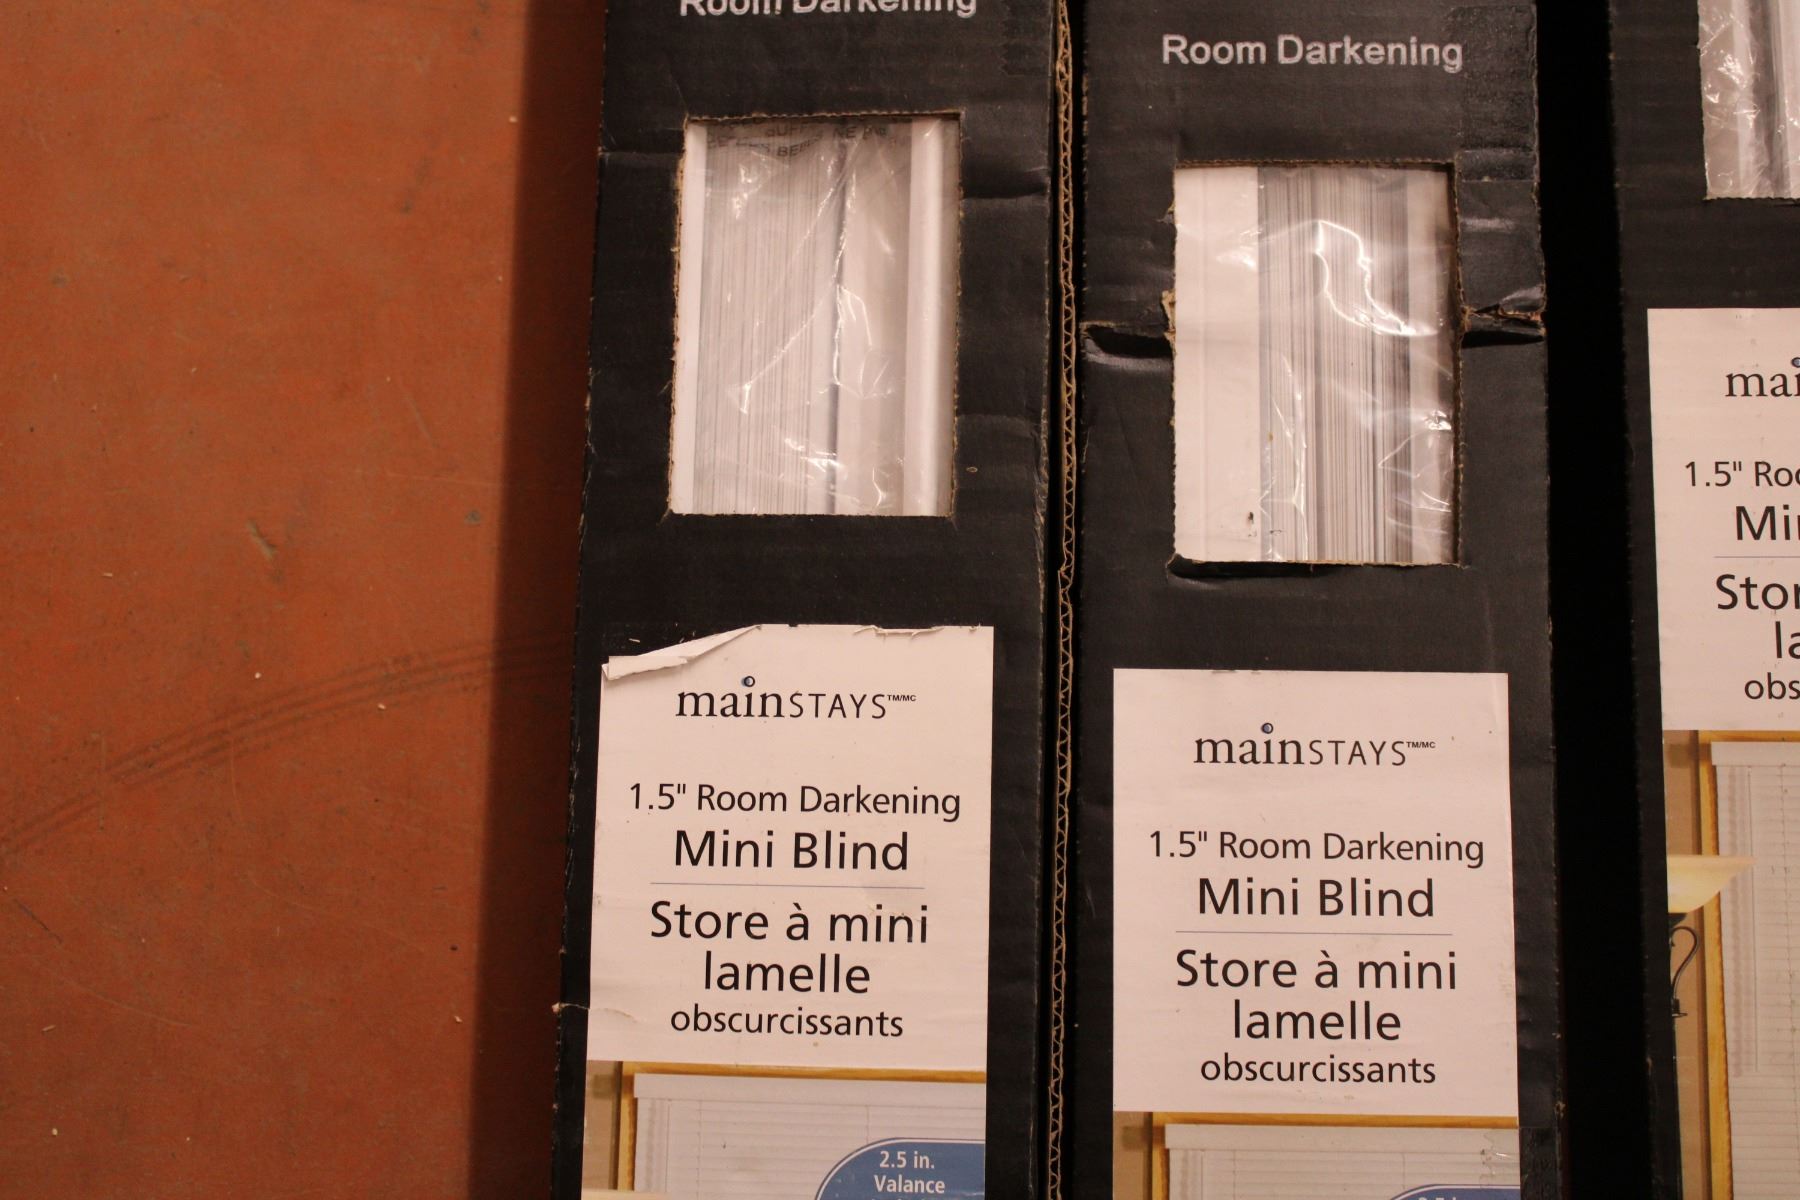 Room Darkening
mainSTAYS™/MC
1.5" Room Darkening
Mini Blind
Store à mini
lamelle
obscurcissants
2.5 in.
Valance
Room Darkening
mainSTAYS™/MC
1.5" Room Darkening
Mini Blind
Store à mini
lamelle
obscurcissants
mai
1.5" Roo
Mi
Stor
la
obs